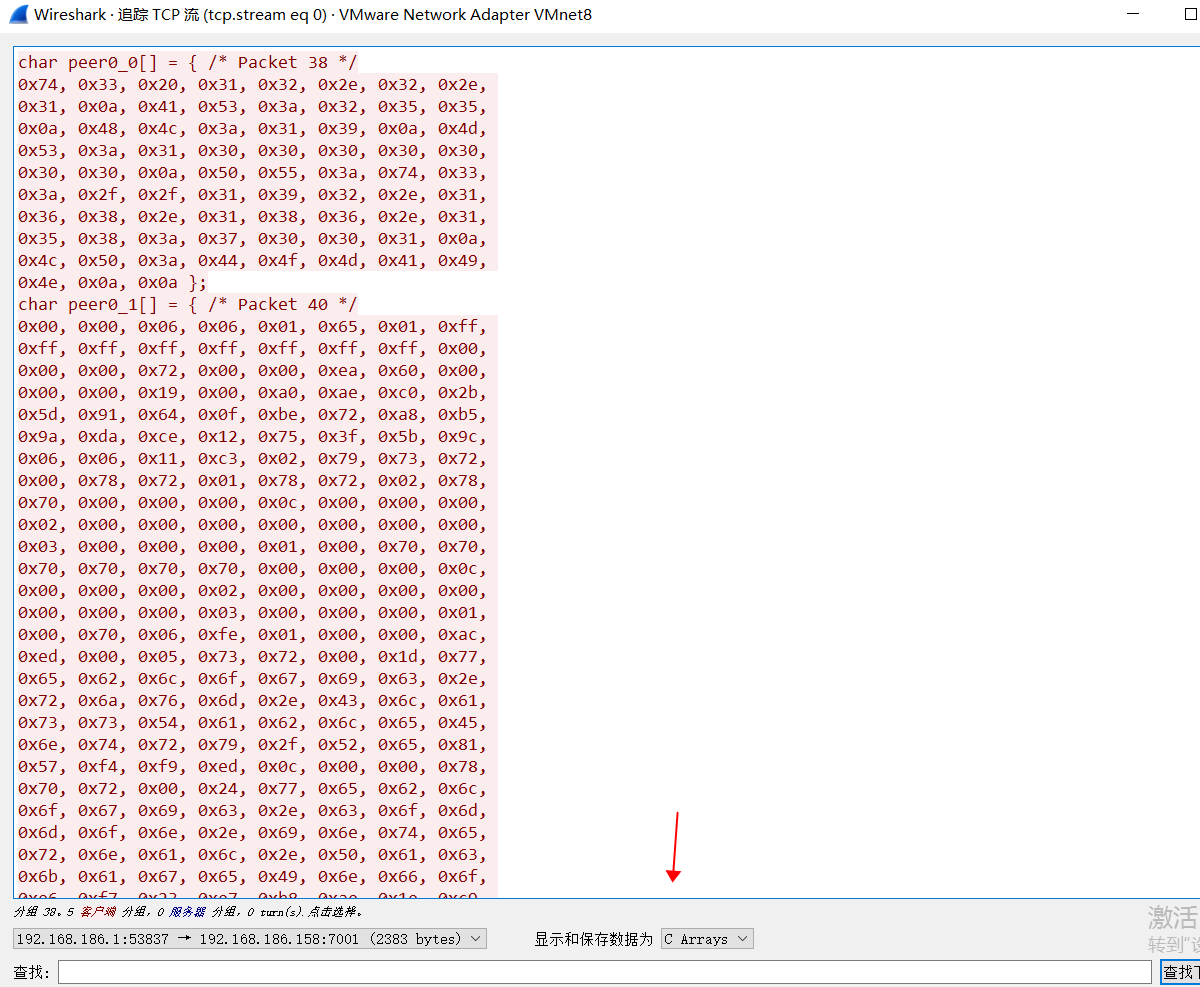 Wireshark · 追踪 TCP 流 (tcp.stream eq 0) · VMware Network Adapter VMnet8
char peer0_0[] = { /* Packet 38 */
0x74, 0x33, 0x20, 0x31, 0x32, 0x2e, 0x32, 0x2e,
0x31, 0x0a, 0x41, 0x53, 0x3a, 0x32, 0x35, 0x35,
0x0a, 0x48, 0x4c, 0x3a, 0x31, 0x39, 0x0a, 0x4d,
0x53, 0x3a, 0x31, 0x30, 0x30, 0x30, 0x30, 0x30,
0x30, 0x30, 0x0a, 0x50, 0x55, 0x3a, 0x74, 0x33,
0x3a, 0x2f, 0x2f, 0x31, 0x39, 0x32, 0x2e, 0x31,
0x36, 0x38, 0x2e, 0x31, 0x38, 0x36, 0x2e, 0x31,
0x35, 0x38, 0x3a, 0x37, 0x30, 0x30, 0x31, 0x0a,
0x4c, 0x50, 0x3a, 0x44, 0x4f, 0x4d, 0x41, 0x49,
0x4e, 0x0a, 0x0a };
char peer0_1[] = { /* Packet 40 */
0x00, 0x00, 0x06, 0x06, 0x01, 0x65, 0x01, 0xff,
0xff, 0xff, 0xff, 0xff, 0xff, 0xff, 0xff, 0x00,
0x00, 0x00, 0x72, 0x00, 0x00, 0xea, 0x60, 0x00,
0x00, 0x00, 0x19, 0x00, 0xa0, 0xae, 0xc0, 0x2b,
0x5d, 0x91, 0x64, 0x0f, 0xbe, 0x72, 0xa8, 0xb5,
0x9a, 0xda, 0xce, 0x12, 0x75, 0x3f, 0x5b, 0x9c,
0x06, 0x06, 0x11, 0xc3, 0x02, 0x79, 0x73, 0x72,
0x00, 0x78, 0x72, 0x01, 0x78, 0x72, 0x02, 0x78,
0x70, 0x00, 0x00, 0x00, 0x0c, 0x00, 0x00, 0x00,
0x02, 0x00, 0x00, 0x00, 0x00, 0x00, 0x00, 0x00,
0x03, 0x00, 0x00, 0x00, 0x01, 0x00, 0x70, 0x70,
0x70, 0x70, 0x70, 0x70, 0x00, 0x00, 0x00, 0x0c,
0x00, 0x00, 0x00, 0x02, 0x00, 0x00, 0x00, 0x00,
0x00, 0x00, 0x00, 0x03, 0x00, 0x00, 0x00, 0x01,
0x00, 0x70, 0x06, 0xfe, 0x01, 0x00, 0x00, 0xac,
0xed, 0x00, 0x05, 0x73, 0x72, 0x00, 0x1d, 0x77,
0x65, 0x62, 0x6c, 0x6f, 0x67, 0x69, 0x63, 0x2e,
0x72, 0x6a, 0x76, 0x6d, 0x2e, 0x43, 0x6c, 0x61,
0x73, 0x73, 0x54, 0x61, 0x62, 0x6c, 0x65, 0x45,
0x6e, 0x74, 0x72, 0x79, 0x2f, 0x52, 0x65, 0x81,
0x57, 0xf4, 0xf9, 0xed, 0x0c, 0x00, 0x00, 0x78,
0x70, 0x72, 0x00, 0x24, 0x77, 0x65, 0x62, 0x6c,
0x6f, 0x67, 0x69, 0x63, 0x2e, 0x63, 0x6f, 0x6d,
0x6d, 0x6f, 0x6e, 0x2e, 0x69, 0x6e, 0x74, 0x65,
0x72, 0x6e, 0x61, 0x6c, 0x2e, 0x50, 0x61, 0x63,
0x6b, 0x61, 0x67, 0x65, 0x49, 0x6e, 0x66, 0x6f,
分组 38。5 客户端 分组，0 服务器 分组，0 turn(s).点击选择。
192.168.186.1:53837 → 192.168.186.158:7001 (2383 bytes) 显示和保存数据为 C Arrays
查找： 查找下
激活
转到"设